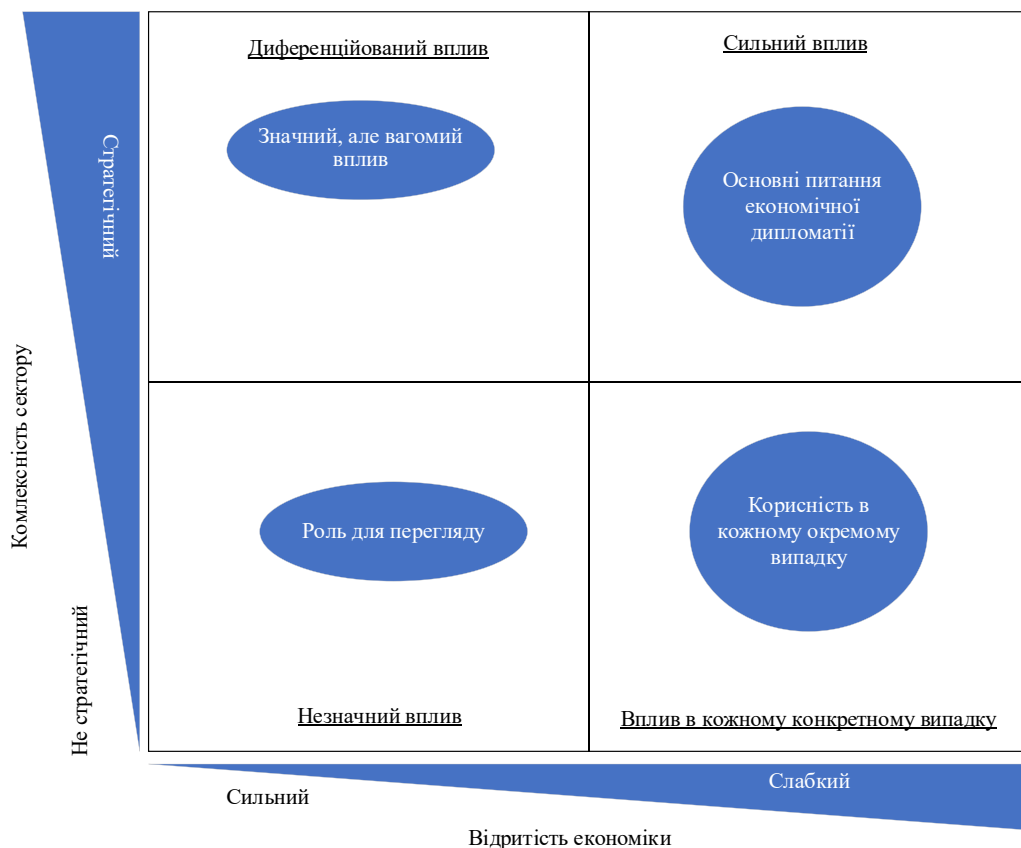 Диференційований вплив
Сильний вплив
Значний, але вагомий
вплив
Основні питання
економічної
дипломатії
Стратегічний
Комлексність сектору
Не стратегічний
Роль для перегляду
Корисність в
кожному окремому
випадку
Незначний вплив
Вплив в кожному конкретному випадку
Сильний
Слабкий
Відритість економіки